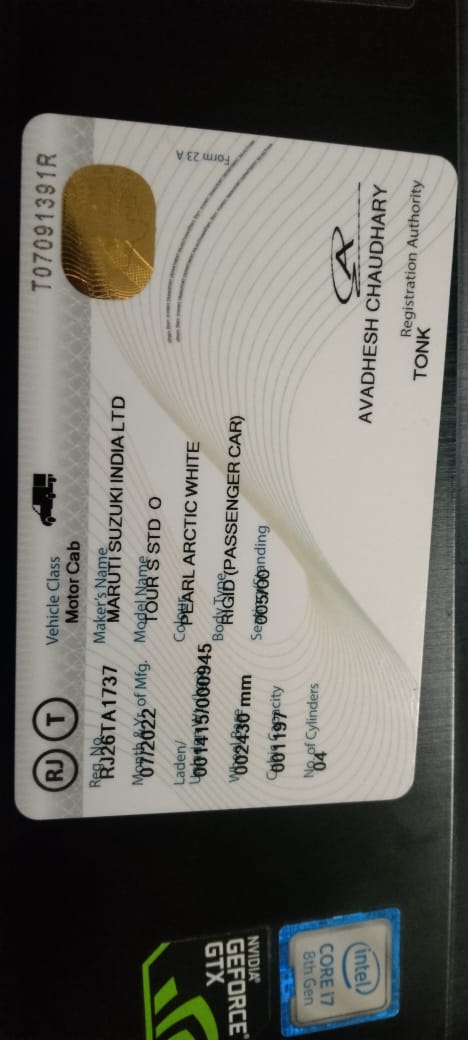 T07091391R
Form 23 A
RJ T
Vehicle Class
Motor Cab
Reg. No.
RJ26TA1737
Maker's Name
MARUTI SUZUKI INDIA LTD
Month & Yr. of Mfg.
07/2022
Model Name
TOUR S STD O
Laden/
001415/000945
Colour
PEARL ARCTIC WHITE
Wheel Base
002430 mm
Body Type
RIGID (PASSENGER CAR)
Cubic Capacity
001197
Seating/Standing
005/00
No. of Cylinders
04
AVADHESH CHAUDHARY
Registration Authority
TONK
NVIDIA
GEFORCE
GTX
intel
CORE i7
8th Gen